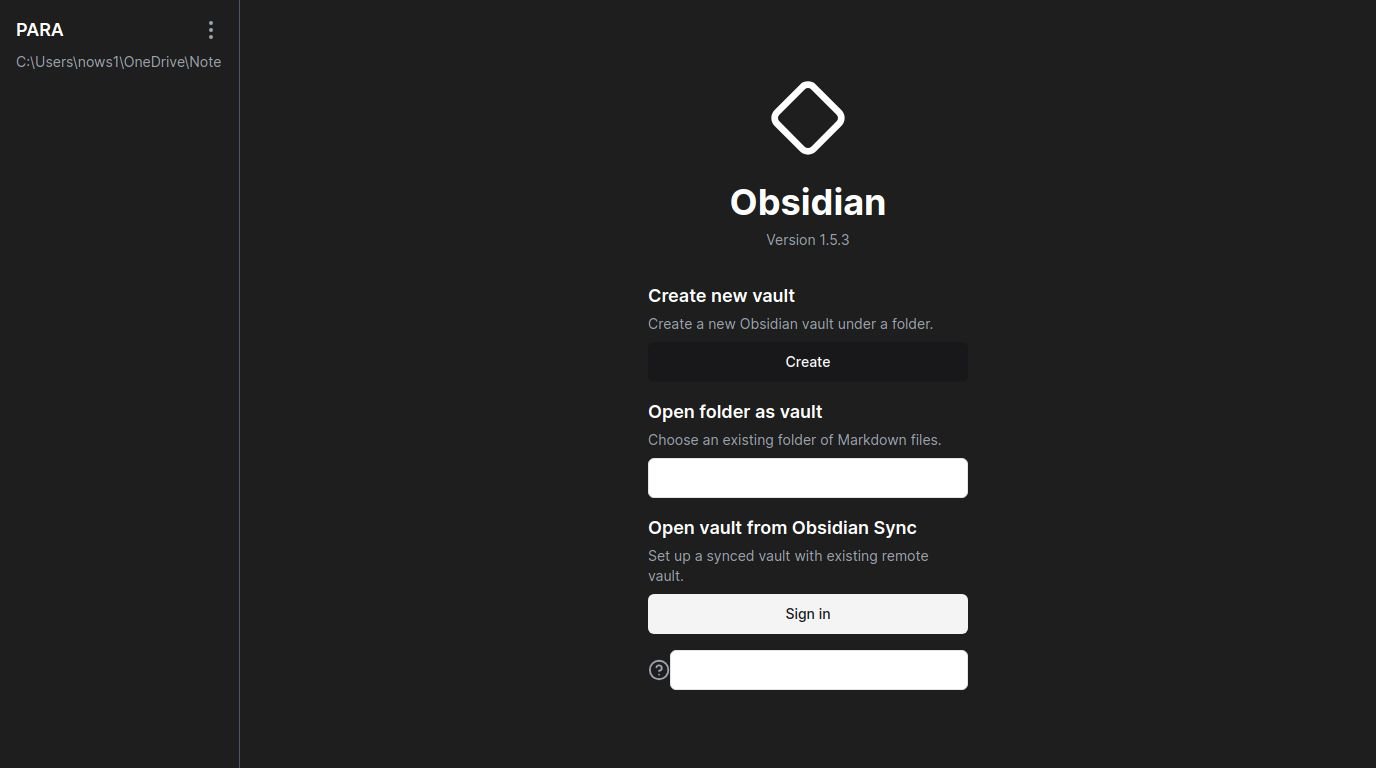 PARA
C:\Users\nows1\OneDrive\Note
Obsidian
Version 1.5.3
Create new vault
Create a new Obsidian vault under a folder.
Create
Open folder as vault
Choose an existing folder of Markdown files.
Open vault from Obsidian Sync
Set up a synced vault with existing remote
vault.
Sign in